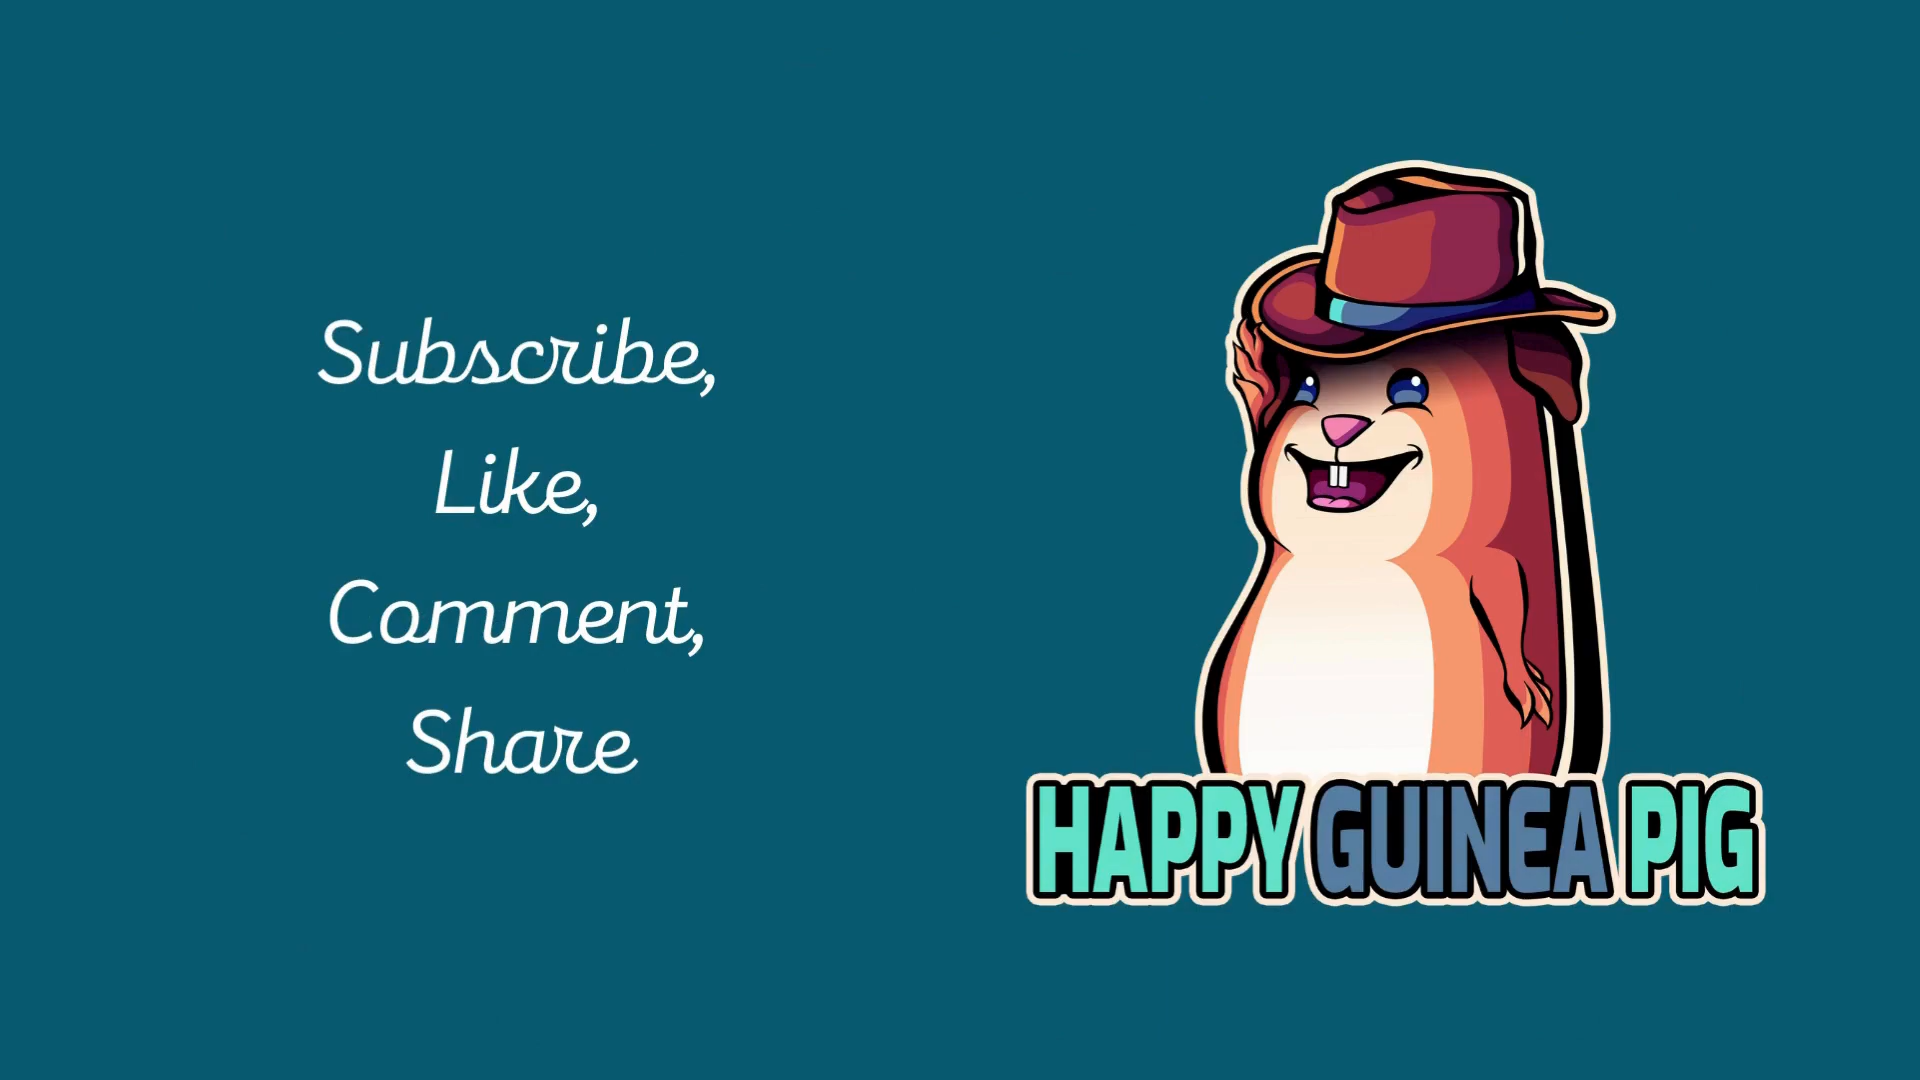 Subscribe,
Like,
Comment,
Share
HAPPY GUINEA PIG